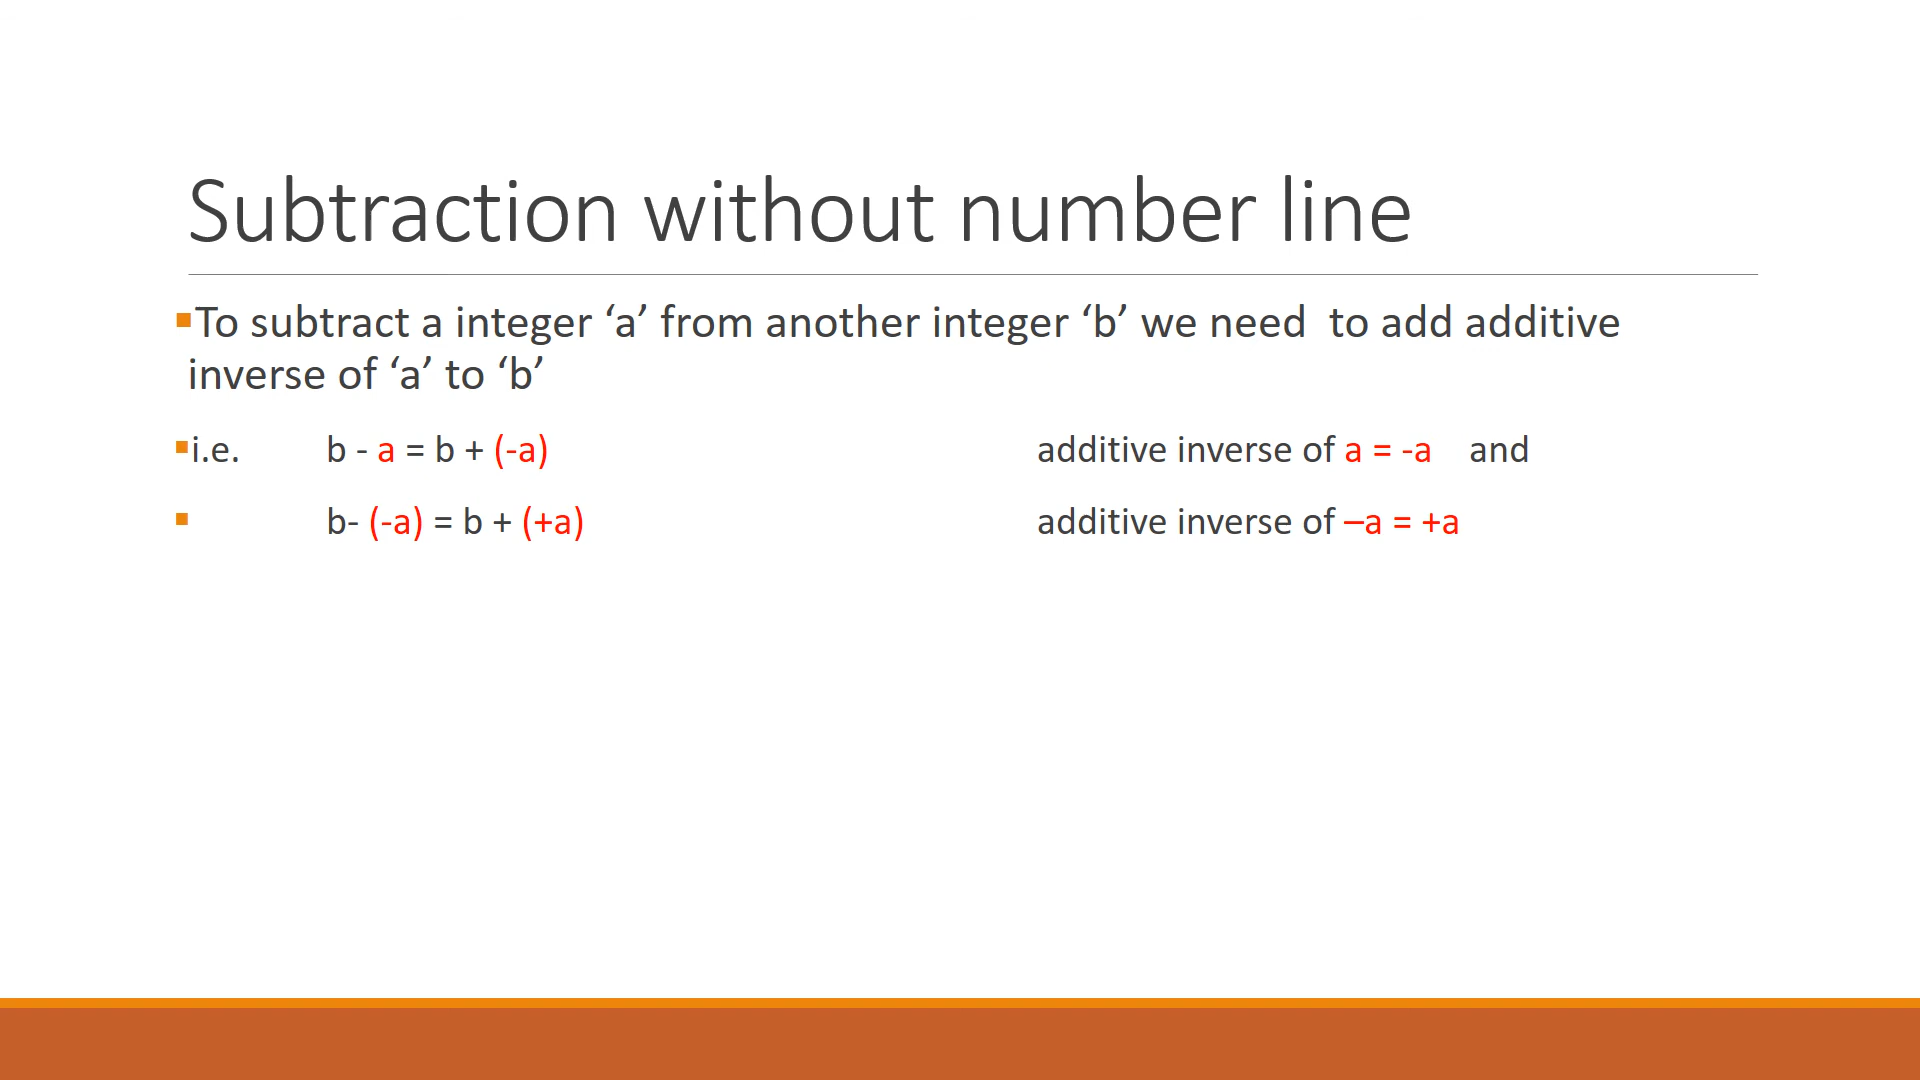 Subtraction without number line
▪To subtract a integer ‘a’ from another integer ‘b’ we need  to add additive
inverse of ‘a’ to ‘b’
▪i.e. b - a = b + (-a) additive inverse of a = -a and
▪ b- (-a) = b + (+a) additive inverse of –a = +a